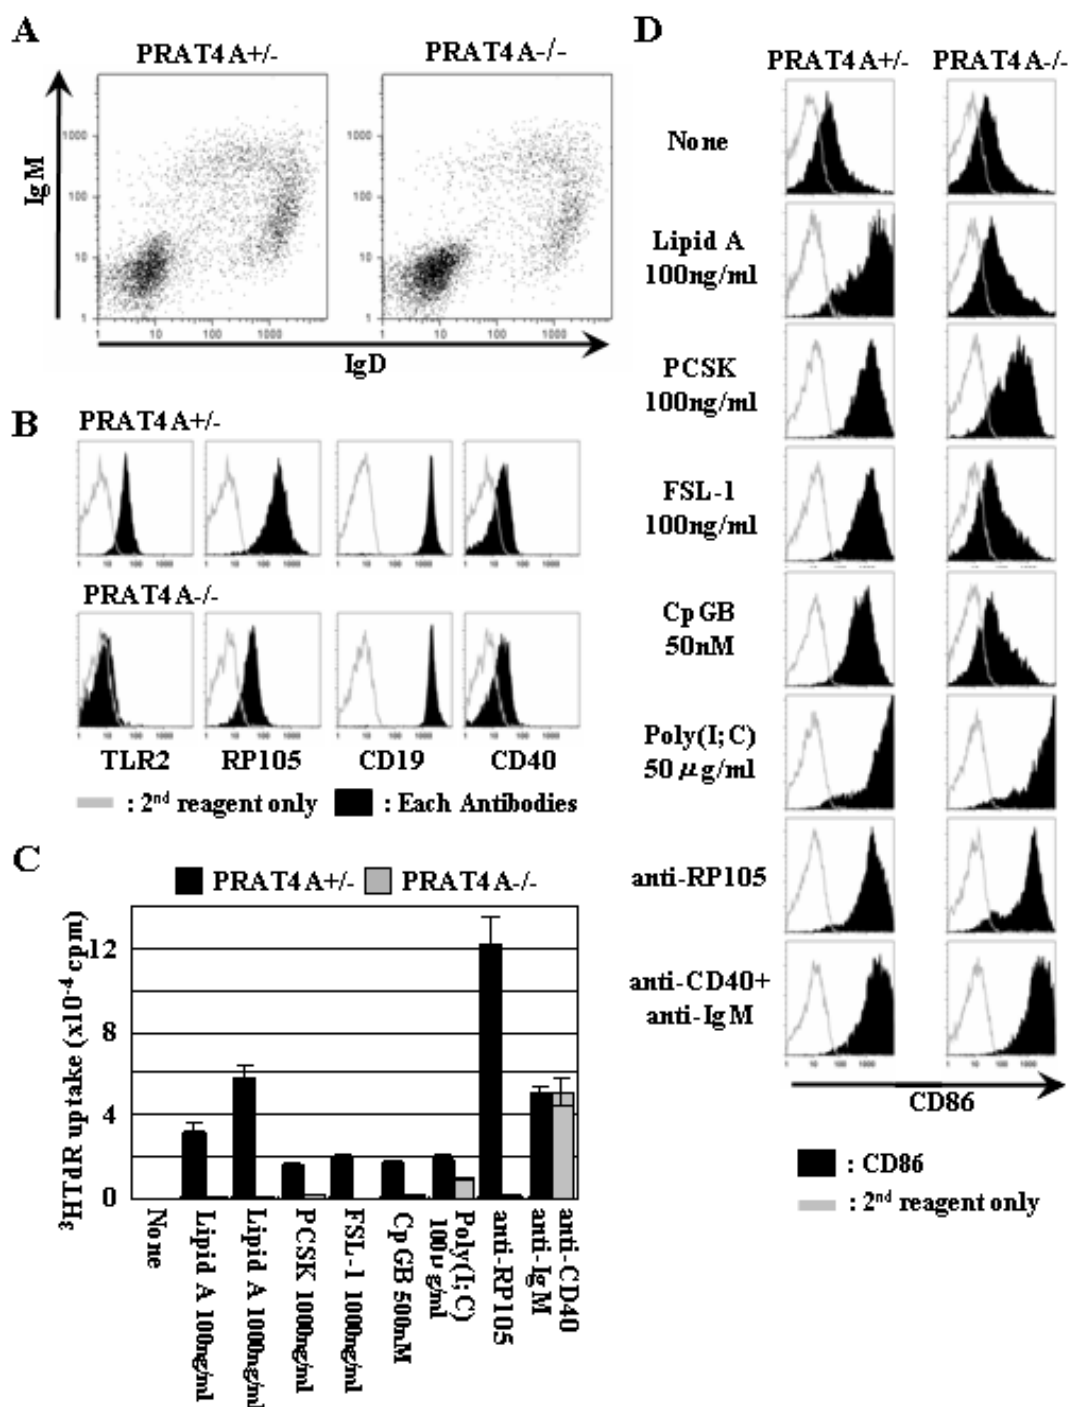 A
PRAT4A+/-
PRAT4A-/-
IgM
1000
100
10
1
1
10
100
1000
1000
100
10
1
1
10
100
1000
IgD
B
PRAT4A+/-
PRAT4A-/-
TLR2
RP105
CD19
CD40
: 2nd reagent only
: Each Antibodies
C
PRAT4A+/-
PRAT4A-/-
3HTdR uptake (x10-4 cpm)
12
8
4
0
None
Lipid A 100ng/ml
Lipid A 1000ng/ml
PCSK 1000ng/ml
FSL-1 1000ng/ml
CpGB 500nM
Poly(I;C)
100μg/ml
anti-RP105
anti-CD40
anti-IgM
D
PRAT4A+/-
PRAT4A-/-
None
Lipid A
100ng/ml
PCSK
100ng/ml
FSL-1
100ng/ml
CpGB
50nM
Poly(I;C)
50 μg/ml
anti-RP105
anti-CD40+
anti-IgM
CD86
: CD86
: 2nd reagent only